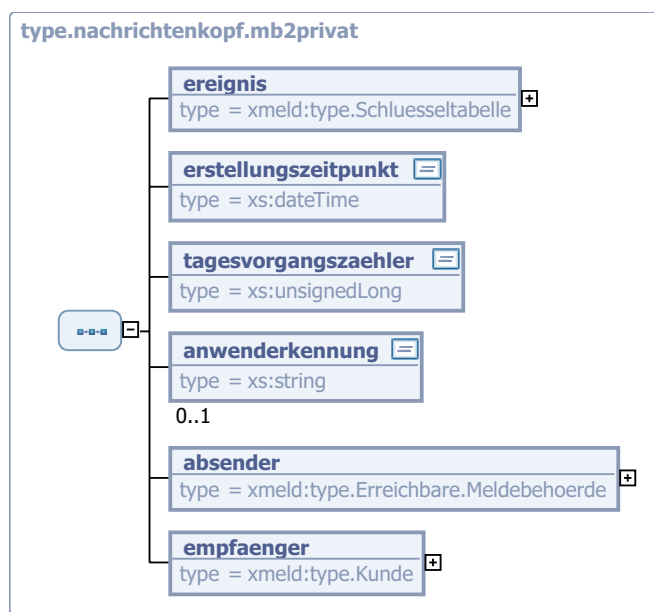 type.nachrichtenkopf.mb2privat
ereignis
type = xmeld:type.Schluesseltabelle
erstellungszeitpunkt
type = xs:dateTime
tagesvorgangszaehler
type = xs:unsignedLong
anwenderkennung
type = xs:string
0..1
absender
type = xmeld:type.Erreichbare.Meldebehoerde
empfaenger
type = xmeld:type.Kunde